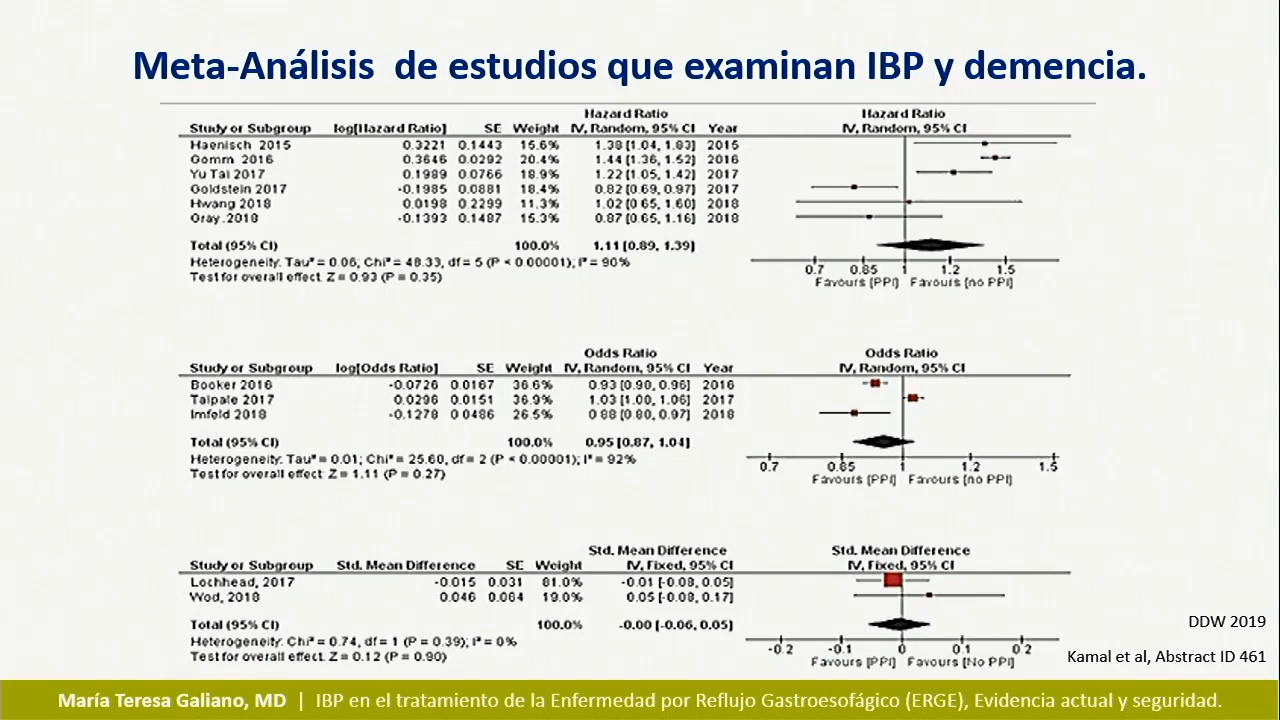 Meta-Análisis de estudios que examinan IBP y demencia.
Hazard Ratio Hazard Ratio
Study or Subgroup log[Hazard Ratio] SE Weight IV, Random, 95% CI Year IV, Random, 95% CI
Haenisch 2015 0.3221 0.1443 15.6% 1.38 [1.04, 1.83] 2015
Gomm 2016 0.3646 0.0292 20.4% 1.44 [1.36, 1.52] 2016
Yu Tai 2017 0.1989 0.0766 18.9% 1.22 [1.05, 1.42] 2017
Goldstein 2017 -0.1985 0.0881 18.4% 0.82 [0.69, 0.97] 2017
Hwang 2018 0.0198 0.2299 11.3% 1.02 [0.65, 1.60] 2018
Gray.2018 -0.1393 0.1487 15.3% 0.87 [0.65, 1.16] 2018
Total (95% CI) 100.0% 1.11 [0.89, 1.39]
Heterogeneity: Tau² = 0.06; Chi² = 48.33, df = 5 (P < 0.00001); I² = 90%
Test for overall effect: Z = 0.93 (P = 0.35)
0.7 0.85 1 1.2 1.5
Favours [PPI] Favours [no PPI]
Odds Ratio Odds Ratio
Study or Subgroup log[Odds Ratio] SE Weight IV, Random, 95% CI Year IV, Random, 95% CI
Booker 2016 -0.0726 0.0167 36.6% 0.93 [0.90, 0.96] 2016
Taipale 2017 0.0296 0.0151 36.9% 1.03 [1.00, 1.06] 2017
Imfeld 2018 -0.1278 0.0486 26.5% 0.88 [0.80, 0.97] 2018
Total (95% CI) 100.0% 0.95 [0.87, 1.04]
Heterogeneity: Tau² = 0.01; Chi² = 25.60, df = 2 (P < 0.00001); I² = 92%
Test for overall effect: Z = 1.11 (P = 0.27)
0.7 0.85 1 1.2 1.5
Favours [PPI] Favours [no PPI]
Std. Mean Difference Std. Mean Difference
Study or Subgroup Std. Mean Difference SE Weight IV, Fixed, 95% CI IV, Fixed, 95% CI
Lochhead, 2017 -0.015 0.031 81.0% -0.01 [-0.08, 0.05]
Wod, 2018 0.046 0.064 19.0% 0.05 [-0.08, 0.17]
Total (95% CI) 100.0% -0.00 [-0.06, 0.05]
Heterogeneity: Chi² = 0.74, df = 1 (P = 0.39); I² = 0%
Test for overall effect: Z = 0.12 (P = 0.90)
-0.2 -0.1 0 0.1 0.2
Favours [PPI] Favours [No PPI]
DDW 2019
Kamal et al, Abstract ID 461
María Teresa Galiano, MD | IBP en el tratamiento de la Enfermedad por Reflujo Gastroesofágico (ERGE), Evidencia actual y seguridad.